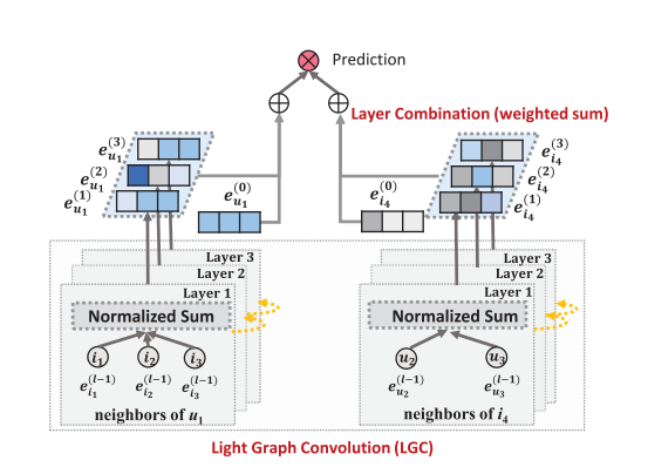 Prediction
Layer Combination (weighted sum)
e_{u_1}^{(3)}
e_{u_1}^{(2)}
e_{u_1}^{(1)}
e_{u_1}^{(0)}
e_{i_4}^{(0)}
e_{i_4}^{(3)}
e_{i_4}^{(2)}
e_{i_4}^{(1)}
Layer 3
Layer 2
Layer 1
Normalized Sum
i_1 i_2 i_3
e_{i_1}^{(l-1)} e_{i_2}^{(l-1)} e_{i_3}^{(l-1)}
neighbors of u_1
Layer 3
Layer 2
Layer 1
Normalized Sum
u_2 u_3
e_{u_2}^{(l-1)} e_{u_3}^{(l-1)}
neighbors of i_4
Light Graph Convolution (LGC)